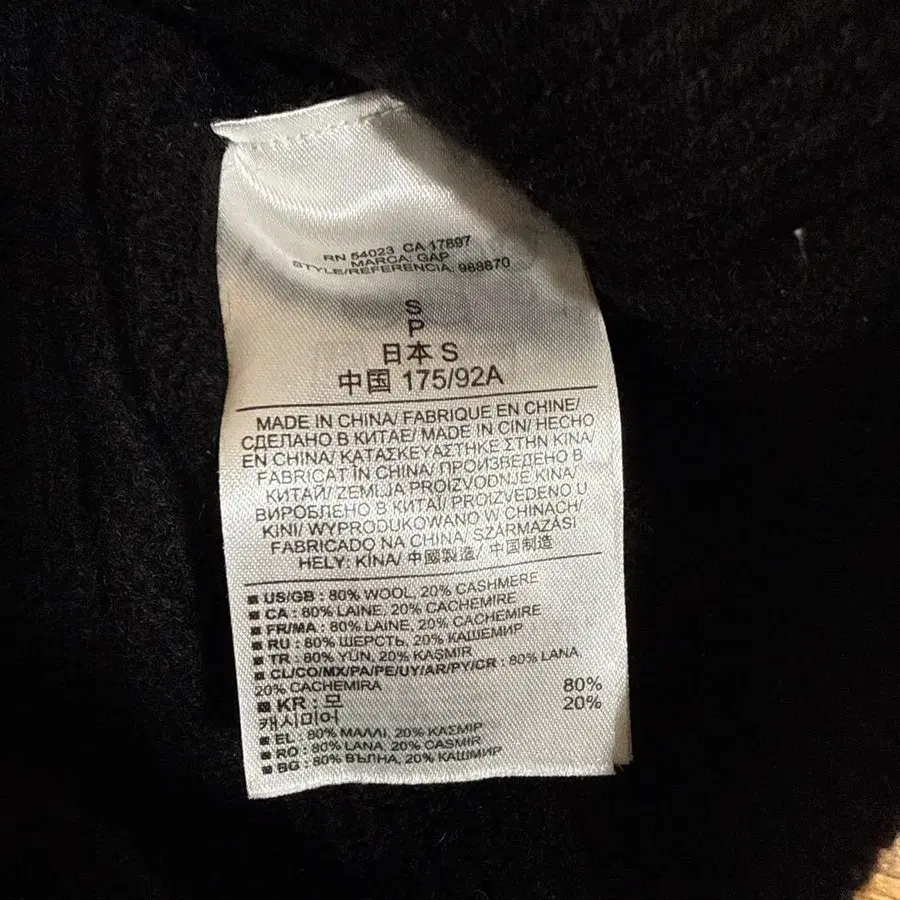 RN 54023 CA 17897
MARCA: GAP
STYLE/REFERENCIA: 988870
S
P
日本 S
中国 175/92A
MADE IN CHINA/ FABRIQUE EN CHINE/
СДЕЛАНО В КИТАЕ/ MADE IN CIN/ HECHO
EN CHINA/ ΚΑΤΑΣΚΕΥΑΣΤΗΚΕ ΣΤΗΝ ΚΙΝΑ/
FABRICAT ÎN CHINA/ ПРОИЗВЕДЕНО В
КИТАЙ/ ZEMLJA PROIZVODNJE KINA/
ВИРОБЛЕНО В КИТАЇ/ PROIZVEDENO U
KINI/ WYPRODUKOWANO W CHINACH/
FABRICADO NA CHINA/ SZÁRMAZÁSI
HELY: KÍNA/ 中國製造/ 中国制造
■ US/GB : 80% WOOL, 20% CASHMERE
■ CA : 80% LAINE, 20% CACHEMIRE
■ FR/MA : 80% LAINE, 20% CACHEMIRE
■ RU : 80% ШЕРСТЬ, 20% КАШЕМИР
■ TR : 80% YÜN, 20% KAŞMİR
■ CL/CO/MX/PA/PE/UY/AR/PY/CR : 80% LANA,
20% CACHEMIRA
■ KR : 모 80%
캐시미어 20%
■ EL : 80% ΜΑΛΛΙ, 20% ΚΑΣΜΙΡ
■ RO : 80% LANA, 20% CASMIR
■ BG : 80% ВЪЛНА, 20% КАШМИР